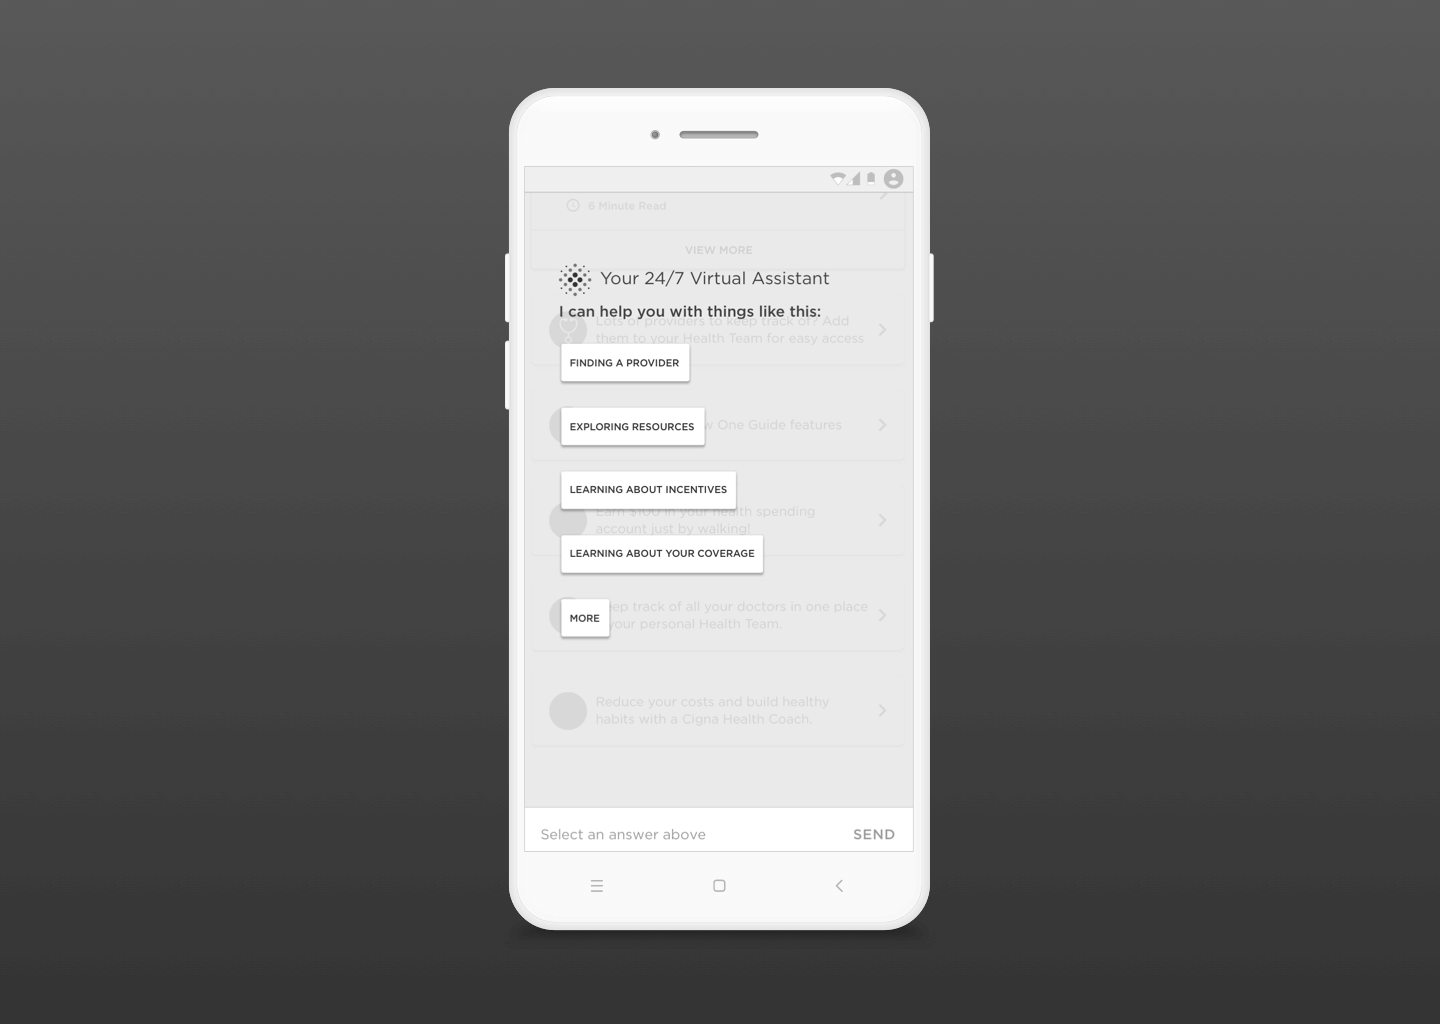 6 Minute Read
VIEW MORE
Your 24/7 Virtual Assistant
I can help you with things like this:
Lots of providers to keep track of? Add
them to your Health Team for easy access
FINDING A PROVIDER
EXPLORING RESOURCES
One Guide features
LEARNING ABOUT INCENTIVES
Earn $100 in your health spending
account just by walking!
LEARNING ABOUT YOUR COVERAGE
track of all your doctors in one place
MORE
your personal Health Team.
Reduce your costs and build healthy
habits with a Cigna Health Coach.
Select an answer above
SEND